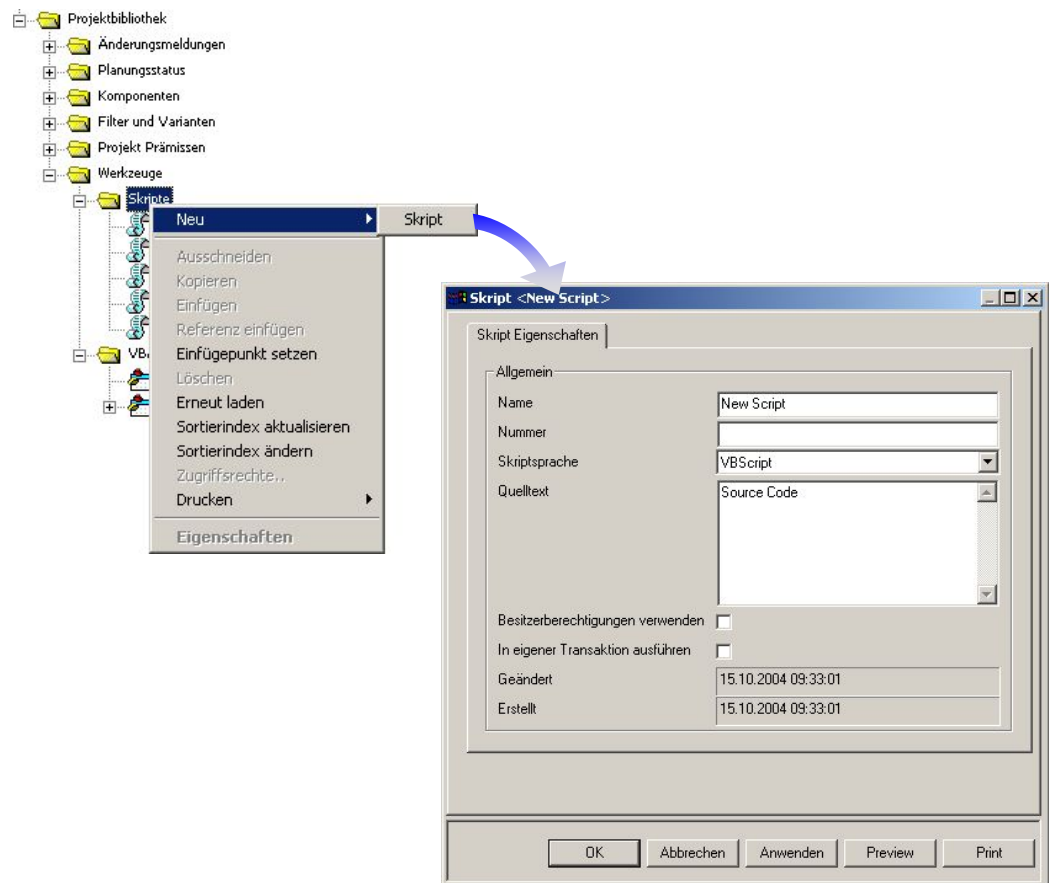 Projektbibliothek
Änderungsmeldungen
Planungsstatus
Komponenten
Filter und Varianten
Projekt Prämissen
Werkzeuge
Skripte
Neu
Skript
Ausschneiden
Kopieren
Einfügen
Referenz einfügen
Einfügepunkt setzen
Löschen
Erneut laden
Sortierindex aktualisieren
Sortierindex ändern
Zugriffsrechte..
Drucken
Eigenschaften
Skript <New Script>
Skript Eigenschaften
Allgemein
Name New Script
Nummer
Skriptsprache VBScript
Quelltext Source Code
Besitzerberechtigungen verwenden
In eigener Transaktion ausführen
Geändert 15.10.2004 09:33:01
Erstellt 15.10.2004 09:33:01
OK Abbrechen Anwenden Preview Print